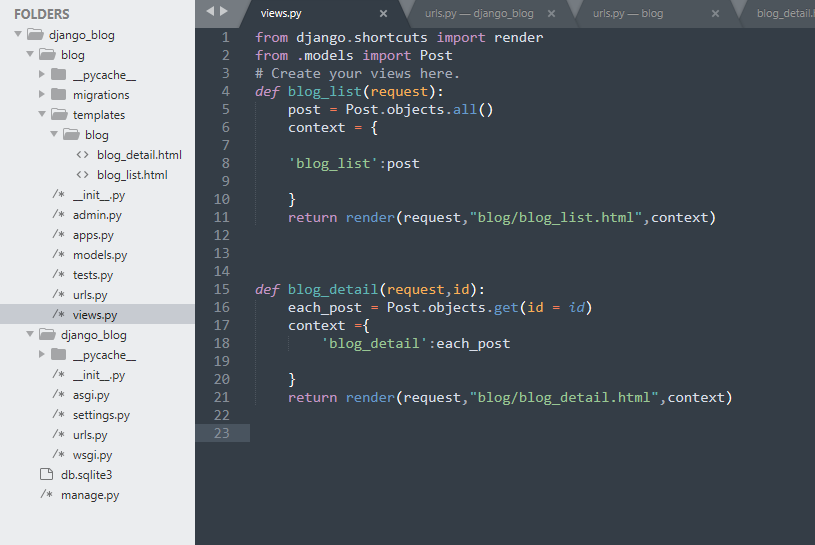 FOLDERS
django_blog
blog
__pycache__
migrations
templates
blog
<> blog_detail.html
<> blog_list.html
/* __init__.py
/* admin.py
/* apps.py
/* models.py
/* tests.py
/* urls.py
/* views.py
django_blog
__pycache__
/* __init__.py
/* asgi.py
/* settings.py
/* urls.py
/* wsgi.py
db.sqlite3
/* manage.py
views.py × urls.py — django_blog × urls.py — blog × blog_detail.
1 from django.shortcuts import render
2 from .models import Post
3 # Create your views here.
4 def blog_list(request):
5     post = Post.objects.all()
6     context = {
7
8     'blog_list':post
9
10     }
11     return render(request,"blog/blog_list.html",context)
12
13
14
15 def blog_detail(request,id):
16     each_post = Post.objects.get(id = id)
17     context ={
18         'blog_detail':each_post
19
20     }
21     return render(request,"blog/blog_detail.html",context)
22
23